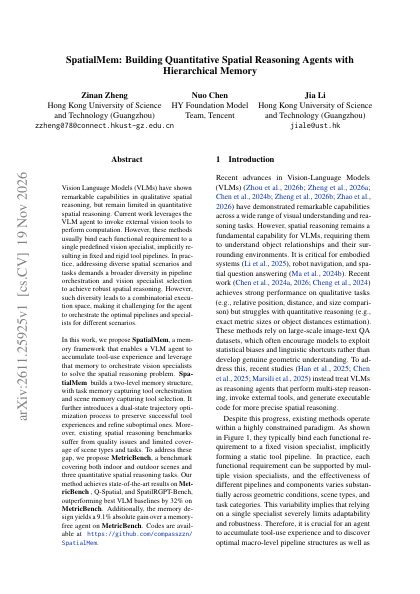 SpatialMem: Building Quantitative Spatial Reasoning Agents with
Hierarchical Memory
Zinan Zheng
Hong Kong University of Science
and Technology (Guangzhou)
zzheng078@connect.hkust-gz.edu.cn
Nuo Chen
HY Foundation Model
Team, Tencent
Jia Li
Hong Kong University of Science
and Technology (Guangzhou)
jiale@ust.hk
arXiv:2611.25925v1 [cs.CV] 19 Nov 2026
Abstract
Vision-Language Models (VLMs) have shown
remarkable capabilities in qualitative spatial
reasoning, but remain limited in quantitative
spatial reasoning. Current work leverages the
VLM agent to invoke external vision tools to
perform computation. However, these methods
usually bind each functional requirement to a
single predefined vision specialist, implicitly re-
sulting in fixed and rigid tool pipelines. In prac-
tice, addressing diverse spatial scenarios and
tasks demands a broader diversity in pipeline
orchestration and vision specialist selection
to achieve robust spatial reasoning. However,
such diversity leads to a combinatorial execu-
tion space, making it challenging for the agent
to orchestrate the optimal pipelines and special-
ists for different scenarios.
In this work, we propose SpatialMem, a mem-
ory framework that enables a VLM agent to
accumulate tool-use experience and leverage
that memory to orchestrate vision specialists
to solve the spatial reasoning problem. Spa-
tialMem builds a two-level memory structure,
with task memory capturing tool orchestration
and scene memory capturing tool selection. It
further introduces a dual-state trajectory opti-
mization process to preserve successful tool
experiences and refine suboptimal ones. More-
over, existing spatial reasoning benchmarks
suffer from quality issues and limited cover-
age of scene types and tasks. To address these
gap, we propose MetricBench, a benchmark
covering both indoor and outdoor scenes and
three quantitative spatial reasoning tasks. Our
method achieves state-of-the-art results on Met-
ricBench , Q-Spatial, and SpatilRGPT-Bench,
outperforming best VLM baselines by 32% on
MetricBench. Additionally, the memory de-
sign yields a 9.1% absolute gain over a memory-
free agent on MetricBench. Codes are avail-
able at https://github.com/compasszzn/
SpatialMem.
1 Introduction
Recent advances in Vision-Language Models
(VLMs) (Zhou et al., 2026b; Zheng et al., 2026a;
Chen et al., 2024b; Zheng et al., 2026b; Zhao et al.,
2026) have demonstrated remarkable capabilities
across a wide range of visual understanding and rea-
soning tasks. However, spatial reasoning remains a
fundamental capability for VLMs, requiring them
to understand object relationships and their sur-
rounding environments. It is critical for embodied
systems (Li et al., 2025), robot navigation, and spa-
tial question answering (Ma et al., 2024b). Recent
work (Chen et al., 2024a, 2026; Cheng et al., 2024)
achieves strong performance on qualitative tasks
(e.g., relative position, distance, and size compari-
son) but struggles with quantitative reasoning (e.g.,
exact metric sizes or object distances estimation).
These methods rely on large-scale image-text QA
datasets, which often encourage models to exploit
statistical biases and linguistic shortcuts rather than
develop genuine geometric understanding. To ad-
dress this, recent studies (Han et al., 2025; Chen
et al., 2025; Marsili et al., 2025) instead treat VLMs
as reasoning agents that perform multi-step reason-
ing, invoke external tools, and generate executable
code for more precise spatial reasoning.
Despite this progress, existing methods operate
within a highly constrained paradigm. As shown
in Figure 1, they typically bind each functional re-
quirement to a fixed vision specialist, implicitly
forming a static tool pipeline. In practice, each
functional requirement can be supported by mul-
tiple vision specialists, and the effectiveness of
different pipelines and components varies substan-
tially across geometric conditions, scene types, and
task categories. This variability implies that relying
on a single specialist severely limits adaptability
and robustness. Therefore, it is crucial for an agent
to accumulate tool-use experience and to discover
optimal macro-level pipeline structures as well as